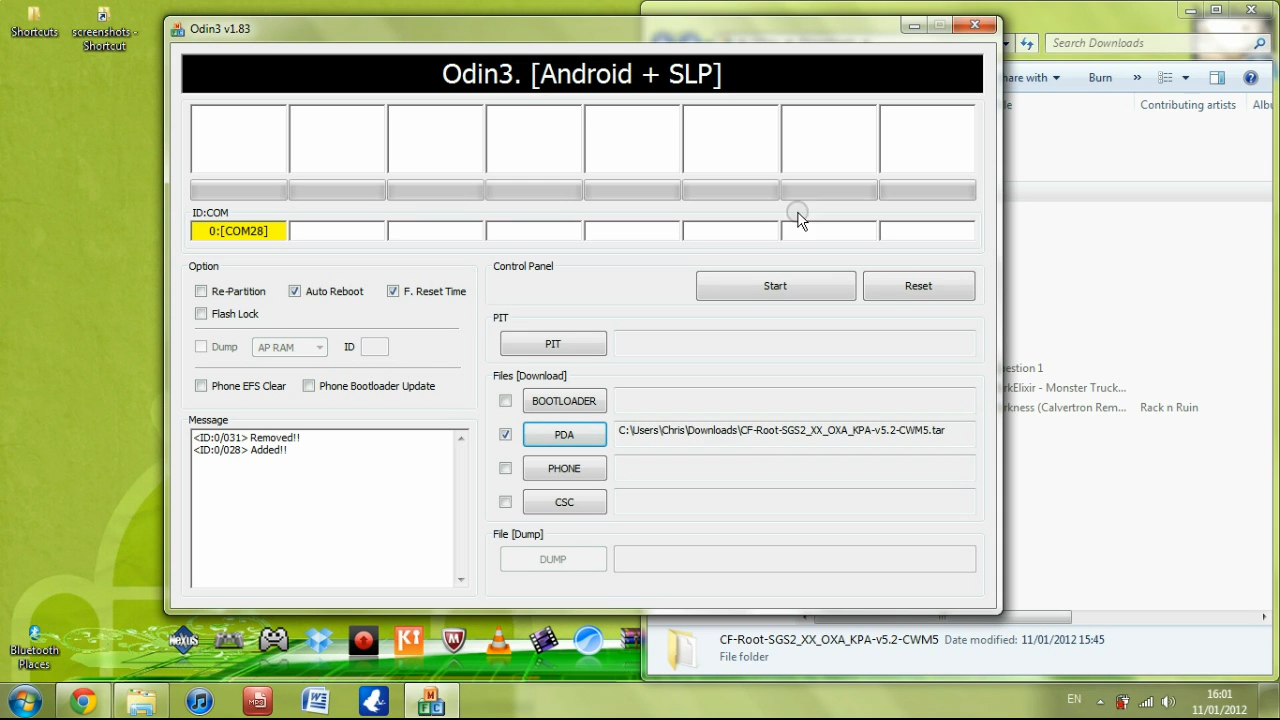 Shortcuts
screenshots -
Shortcut
Odin3 v1.83
Odin3. [Android + SLP]
ID:COM
0:[COM28]
Option
Re-Partition
Auto Reboot
F. Reset Time
Flash Lock
Dump
AP RAM
ID
Phone EFS Clear
Phone Bootloader Update
Message
<ID:0/031> Removed!!
<ID:0/028> Added!!
Control Panel
Start
Reset
PIT
PIT
Files [Download]
BOOTLOADER
PDA
C:\Users\Chris\Downloads\CF-Root-SGS2_XX_OXA_KPA-v5.2-CWM5.tar
PHONE
CSC
File [Dump]
DUMP
Search Downloads
hare with
Burn
»
Contributing artists
Albu
estion 1
rkElixir - Monster Truck...
rkness (Calvertron Rem...
Rack n Ruin
CF-Root-SGS2_XX_OXA_KPA-v5.2-CWM5 Date modified: 11/01/2012 15:45
File folder
Bluetooth
Places
NEXUS
EN
16:01
11/01/2012